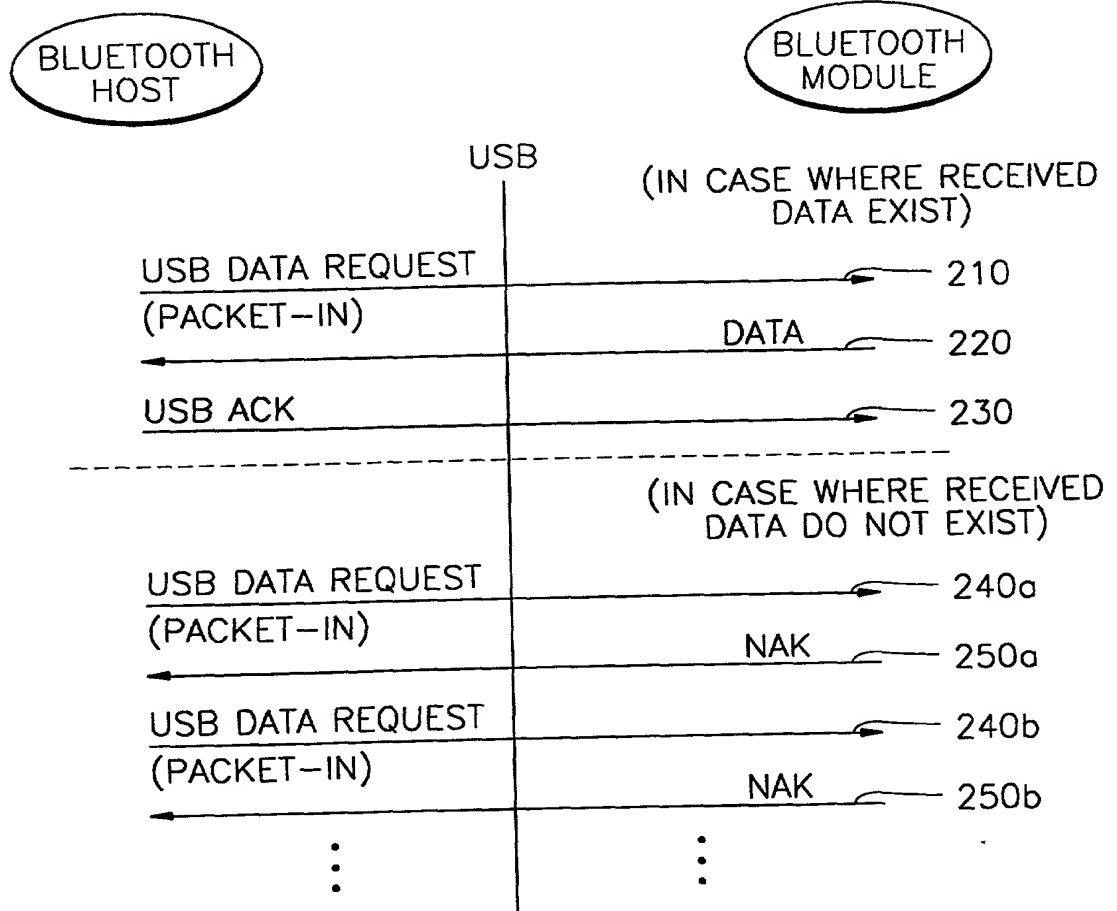 BLUETOOTH
HOST
BLUETOOTH
MODULE
USB
(IN CASE WHERE RECEIVED
DATA EXIST)
USB DATA REQUEST
210
(PACKET-IN)
DATA
220
USB ACK
230
(IN CASE WHERE RECEIVED
DATA DO NOT EXIST)
USB DATA REQUEST
240a
(PACKET-IN)
NAK
250a
USB DATA REQUEST
240b
(PACKET-IN)
NAK
250b